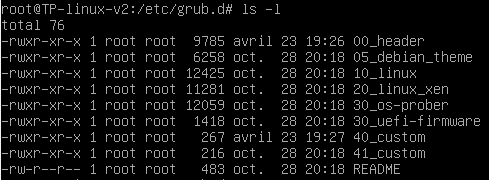 root@TP-linux-v2:/etc/grub.d# ls -l
total 76
-rwxr-xr-x 1 root root  9785 avril 23 19:26 00_header
-rwxr-xr-x 1 root root  6258 oct.  28 20:18 05_debian_theme
-rwxr-xr-x 1 root root 12425 oct.  28 20:18 10_linux
-rwxr-xr-x 1 root root 11281 oct.  28 20:18 20_linux_xen
-rwxr-xr-x 1 root root 12059 oct.  28 20:18 30_os-prober
-rwxr-xr-x 1 root root  1418 oct.  28 20:18 30_uefi-firmware
-rwxr-xr-x 1 root root   267 avril 23 19:27 40_custom
-rwxr-xr-x 1 root root   216 oct.  28 20:18 41_custom
-rw-r--r-- 1 root root   483 oct.  28 20:18 README